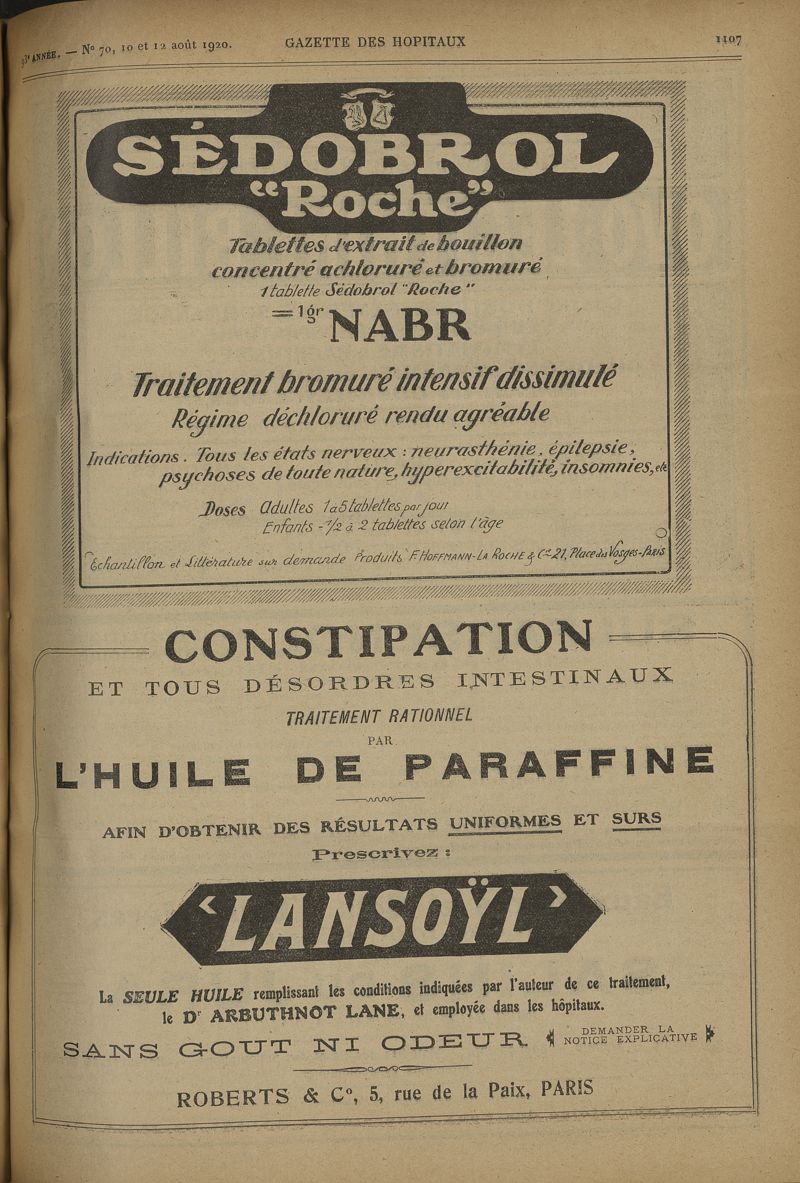 93e ANNÉE. — No 70, 10 et 12 août 1920. GAZETTE DES HOPITAUX 1107
SÉDOBROL
"Roche"
Tablettes d'extrait de bouillon
concentré achloruré et bromuré
1 tablette Sédobrol "Roche"
= 1gr NABR
Traitement bromuré intensif dissimulé
Régime déchloruré rendu agréable
Indications. Tous les états nerveux : neurasthénie, épilepsie,
psychoses de toute nature, hyperexcitabilité, insomnies, etc
Doses Adultes 1 à 5 tablettes par jour
Enfants - 1/2 à 2 tablettes selon l'âge
Echantillon et Littérature sur demande Produits F. HOFFMANN-LA ROCHE & Cie 21, Place des Vosges-Paris
CONSTIPATION
ET TOUS DÉSORDRES INTESTINAUX
TRAITEMENT RATIONNEL
PAR
L'HUILE DE PARAFFINE
AFIN D'OBTENIR DES RÉSULTATS UNIFORMES ET SURS
Prescrivez :
‹LANSOŸL›
La SEULE HUILE remplissant les conditions indiquées par l'auteur de ce traitement,
le Dr ARBUTHNOT LANE, et employée dans les hôpitaux.
SANS GOUT NI ODEUR
DEMANDER LA
NOTICE EXPLICATIVE
ROBERTS & Co, 5, rue de la Paix, PARIS